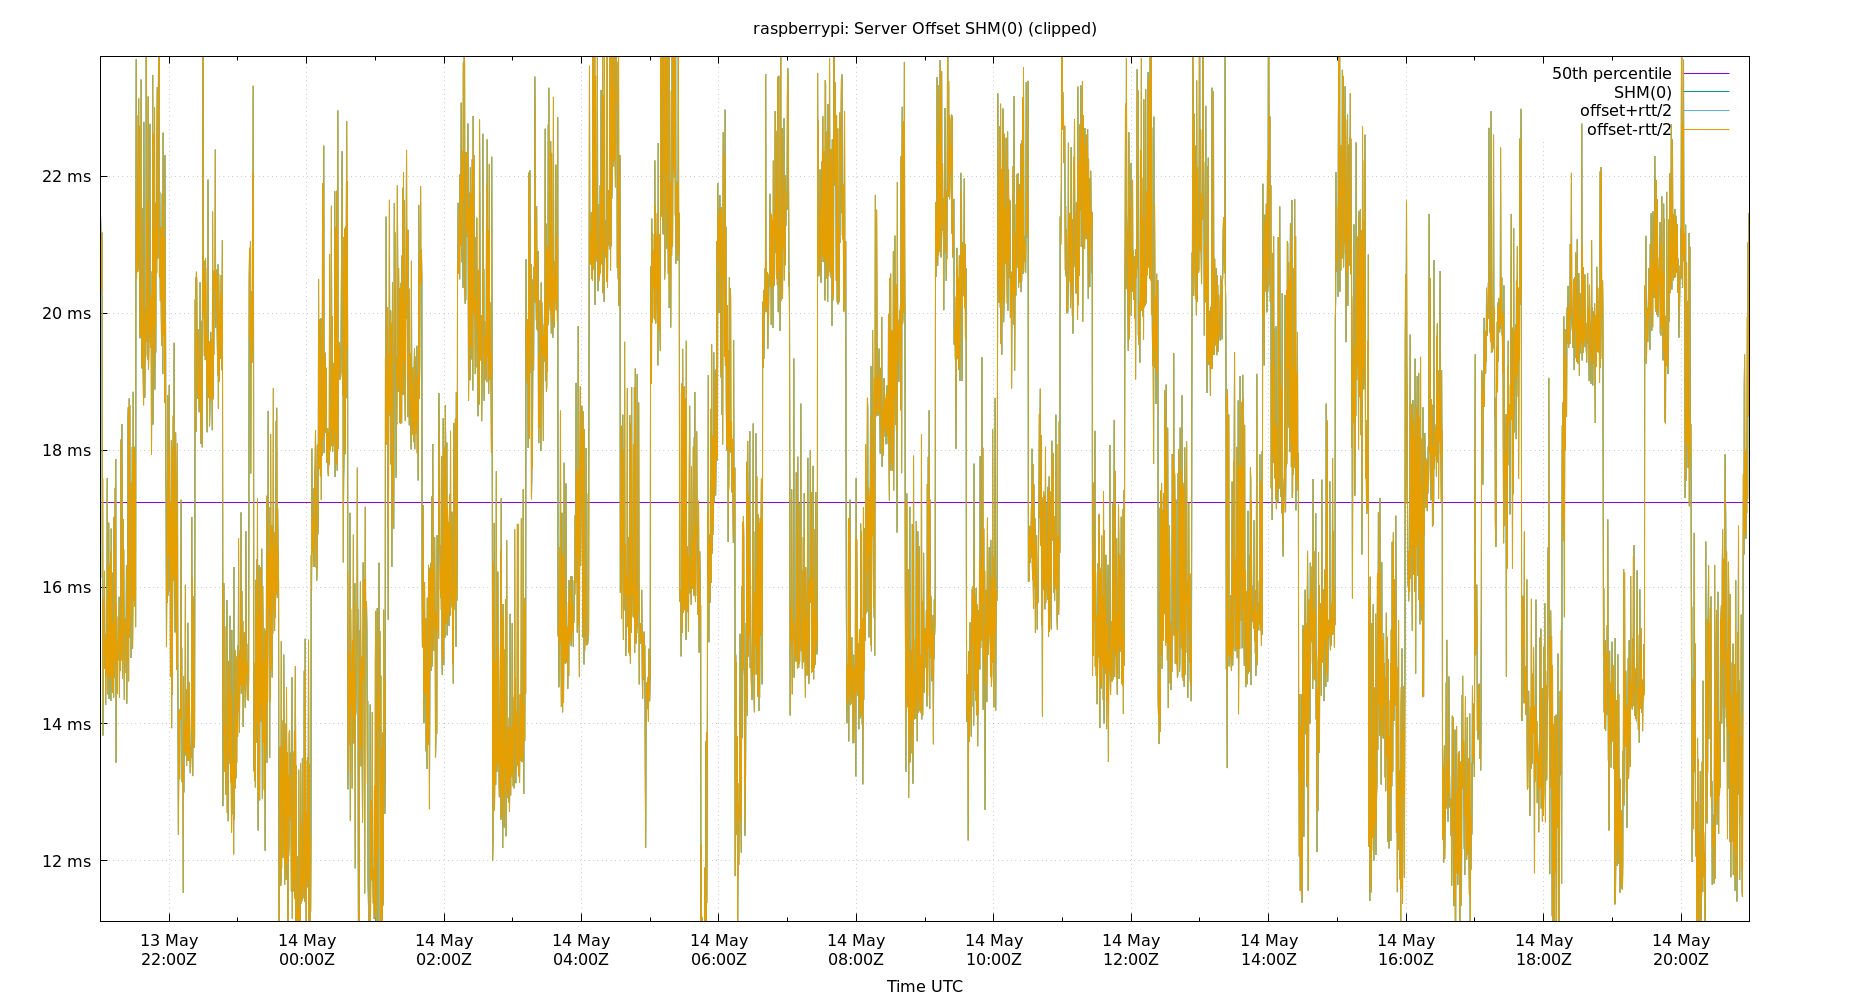 raspberrypi: Server Offset SHM(0) (clipped)
50th percentile
SHM(0)
offset+rtt/2
offset-rtt/2
22 ms
20 ms
18 ms
16 ms
14 ms
12 ms
13 May 14 May 14 May 14 May 14 May 14 May 14 May 14 May 14 May 14 May 14 May 14 May
22:00Z 00:00Z 02:00Z 04:00Z 06:00Z 08:00Z 10:00Z 12:00Z 14:00Z 16:00Z 18:00Z 20:00Z
Time UTC